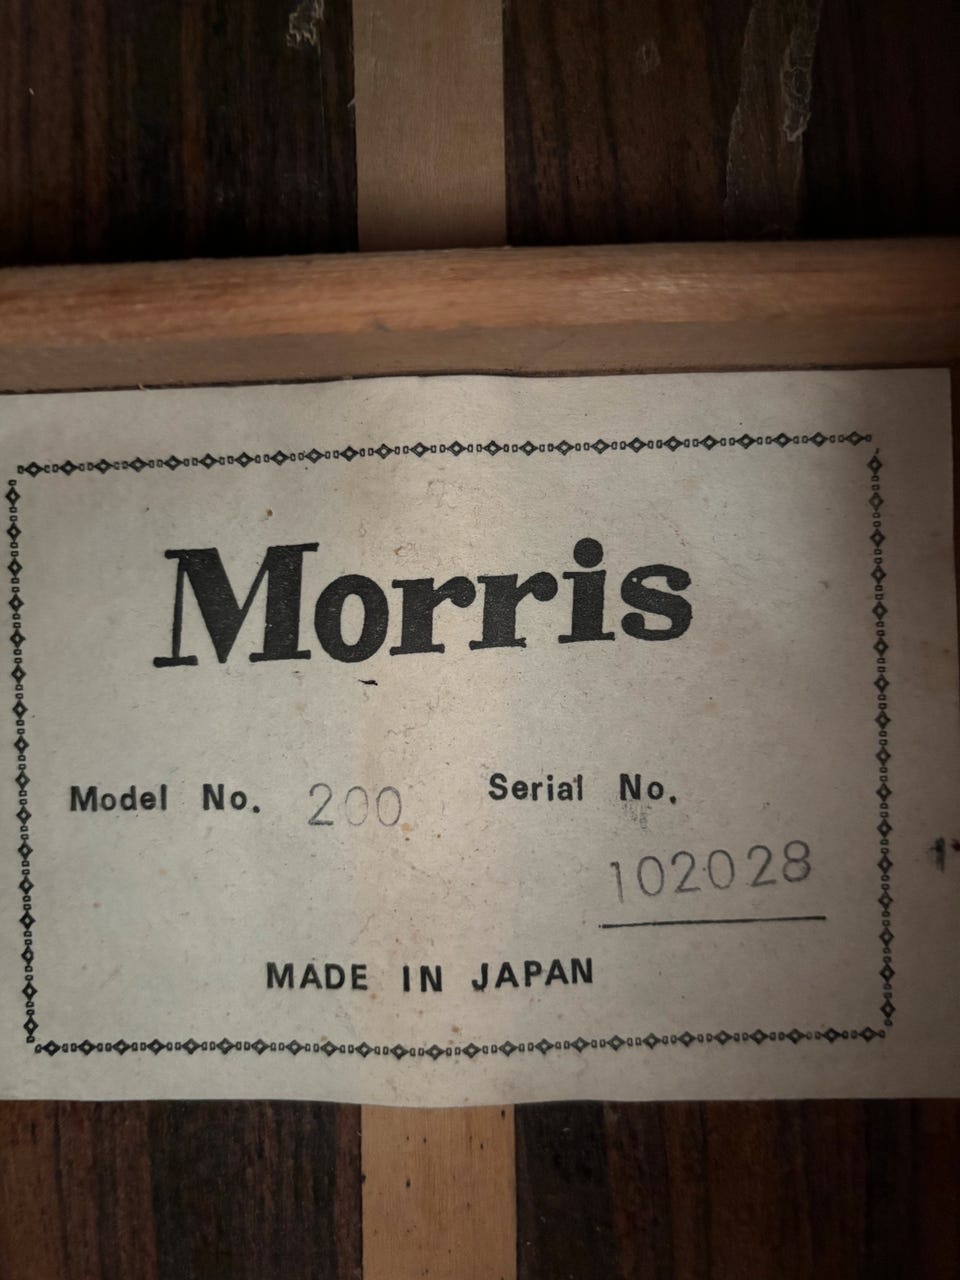 Morris
Model No. 200 Serial No.
102028
MADE IN JAPAN